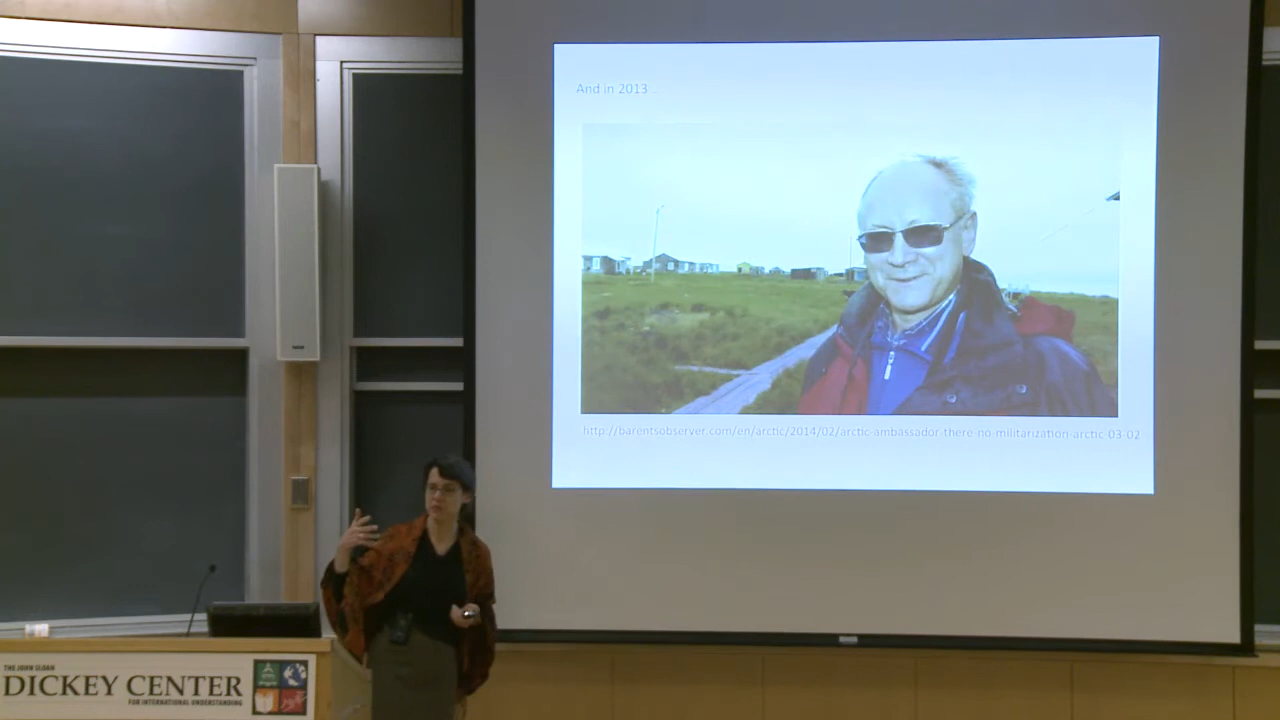 And in 2013
http://barentsobserver.com/en/arctic/2014/02/arctic-ambassador-there-no-militarization-arctic-03-02
THE JOHN SLOAN
DICKEY CENTER
FOR INTERNATIONAL UNDERSTANDING